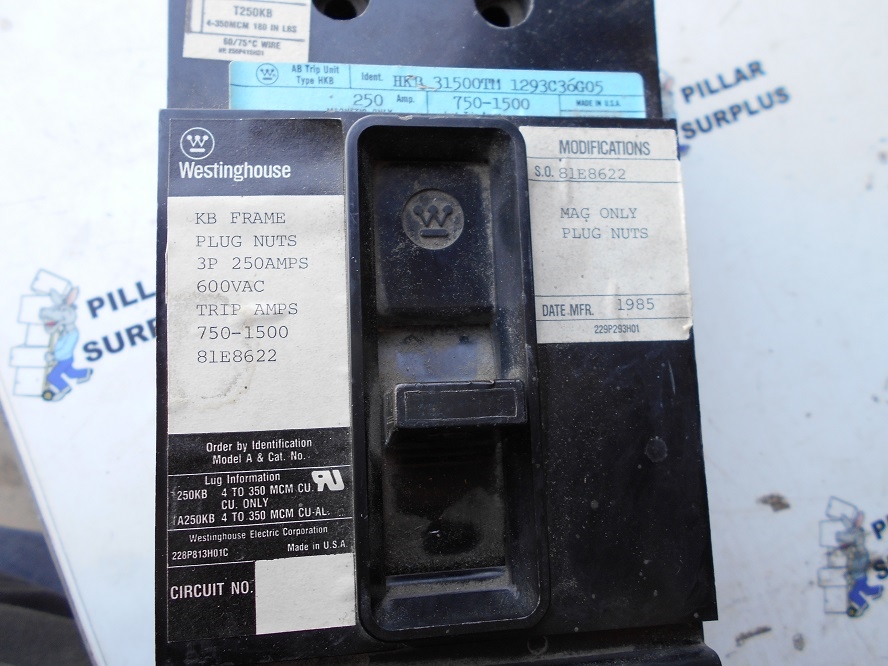 T250KB
4-350MCM 180 IN LBS
60/75°C WIRE
AB Trip Unit
Type HKB
Ident. HKB 31500TM 1293C36G05
250 Amp. 750-1500 MADE IN U.S.A.
PILLAR
SURPLUS
Westinghouse
KB FRAME
PLUG NUTS
3P 250AMPS
600VAC
TRIP AMPS
750-1500
81E8622
Order by Identification
Model A & Cat. No.
Lug Information
250KB 4 TO 350 MCM CU.
CU. ONLY
TA250KB 4 TO 350 MCM CU-AL.
Westinghouse Electric Corporation
228P813H01C Made in U.S.A.
CIRCUIT NO.
MODIFICATIONS
S.O. 81E8622
MAG ONLY
PLUG NUTS
DATE MFR. 1985
229P293H01
PILL
SURP